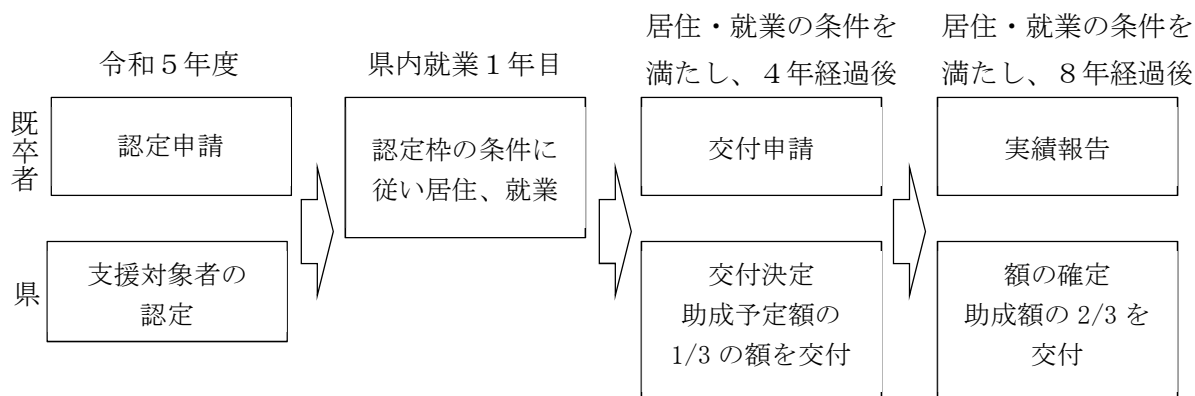 令和５年度
県内就業１年目
居住・就業の条件を
満たし、４年経過後
居住・就業の条件を
満たし、８年経過後
既卒者
認定申請
認定枠の条件に
従い居住、就業
交付申請
実績報告
県
支援対象者の
認定
交付決定
助成予定額の
1/3 の額を交付
額の確定
助成額の 2/3 を
交付